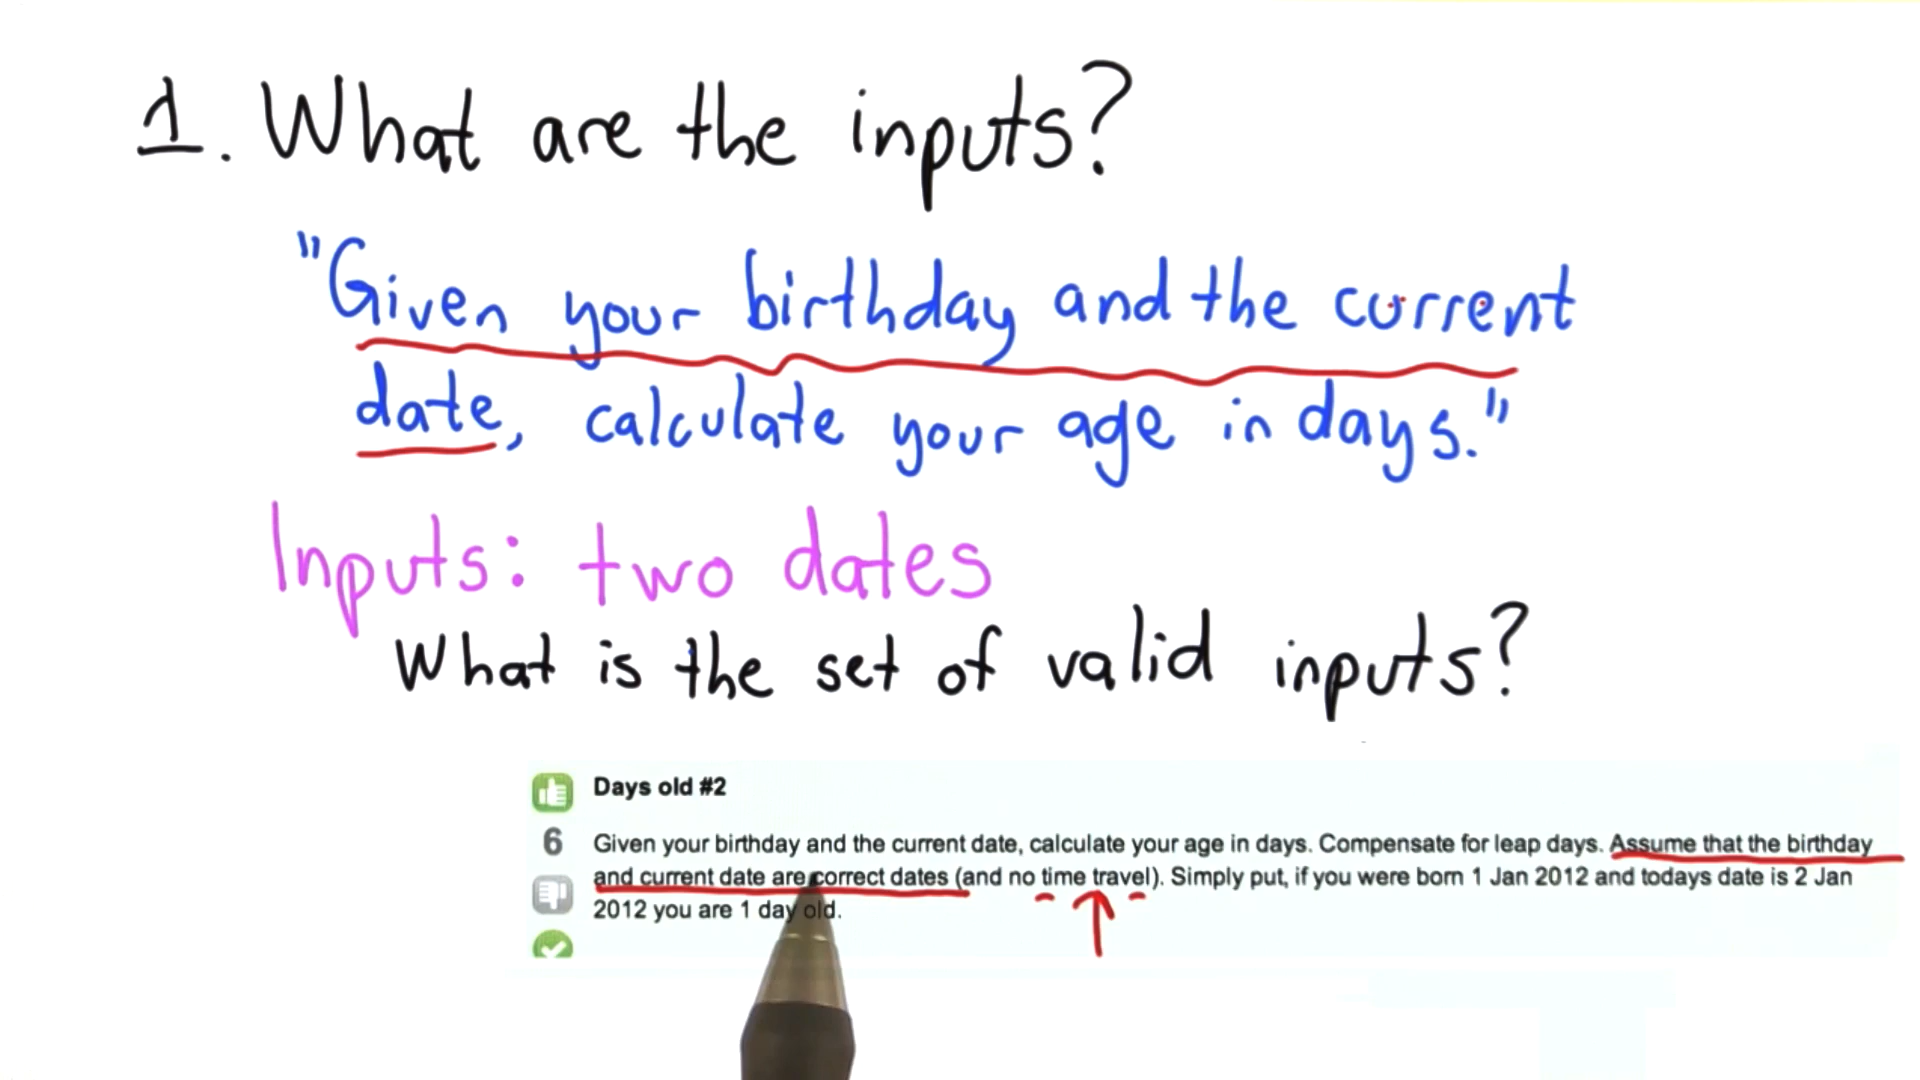 1. What are the inputs?
"Given your birthday and the current
date, calculate your age in days."
Inputs: two dates
What is the set of valid inputs?
Days old #2
6
Given your birthday and the current date, calculate your age in days. Compensate for leap days. Assume that the birthday
and current date are correct dates (and no time travel). Simply put, if you were born 1 Jan 2012 and todays date is 2 Jan
2012 you are 1 day old.